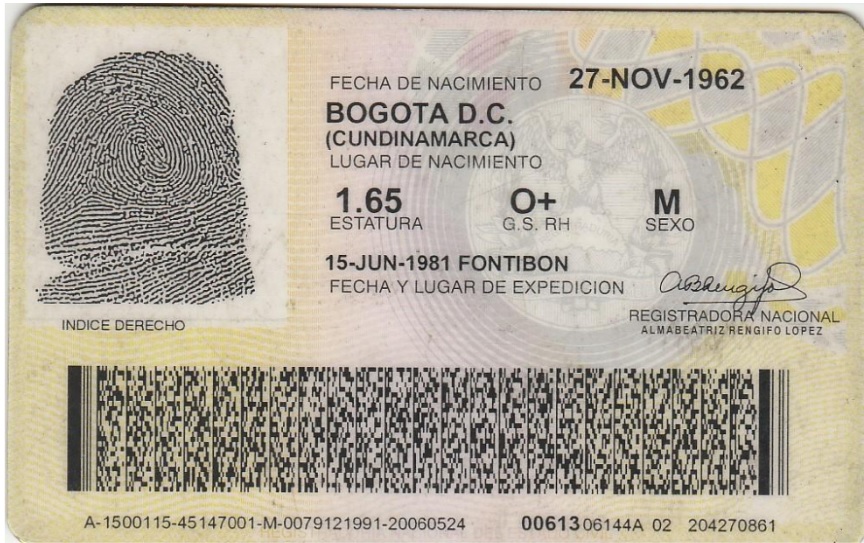 FECHA DE NACIMIENTO 27-NOV-1962
BOGOTA D.C.
(CUNDINAMARCA)
LUGAR DE NACIMIENTO
1.65 O+ M
ESTATURA G.S. RH SEXO
15-JUN-1981 FONTIBON
FECHA Y LUGAR DE EXPEDICION
REGISTRADORA NACIONAL
ALMABEATRIZ RENGIFO LOPEZ
INDICE DERECHO
A-1500115-45147001-M-0079121991-20060524 0061306144A 02 204270861